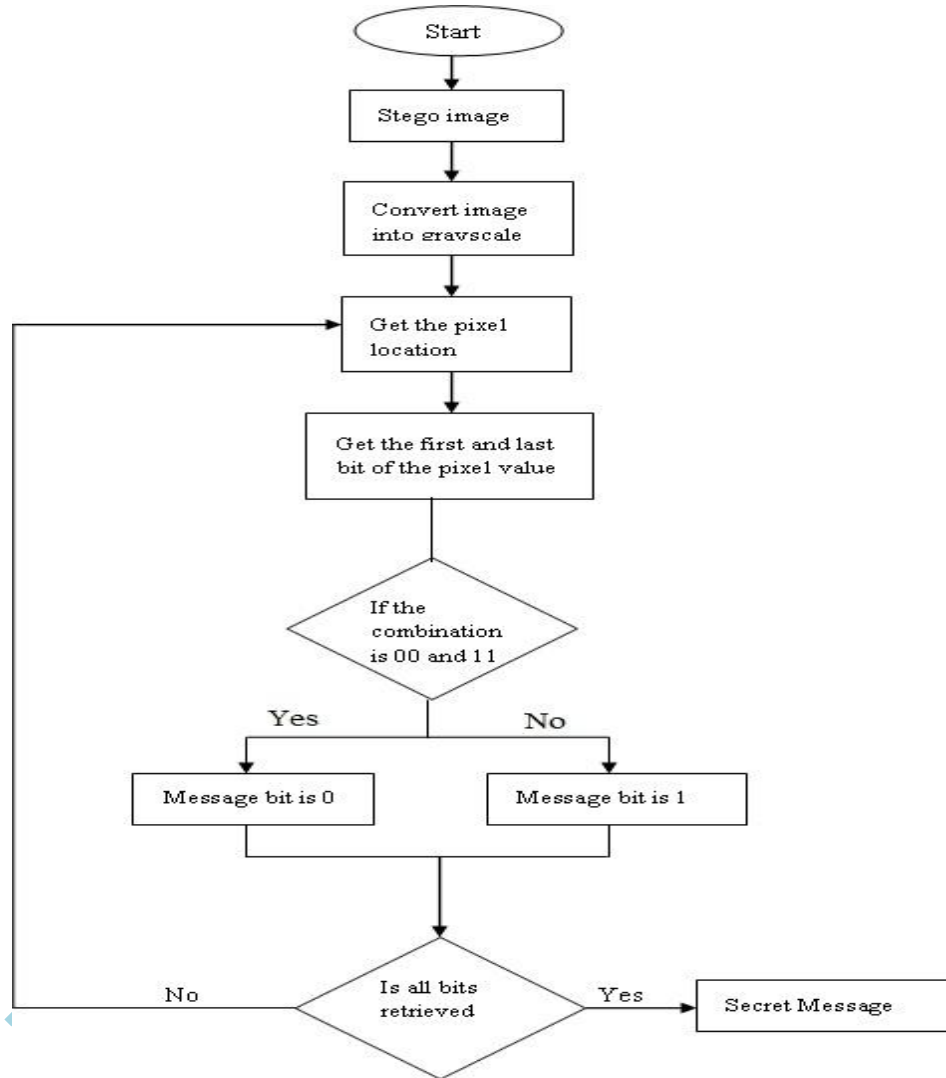 Start
Stego image
Convert image
into grayscale
Get the pixel
location
Get the first and last
bit of the pixel value
If the
combination
is 00 and 11
Yes
No
Message bit is 0
Message bit is 1
Is all bits
retrieved
No
Yes
Secret Message